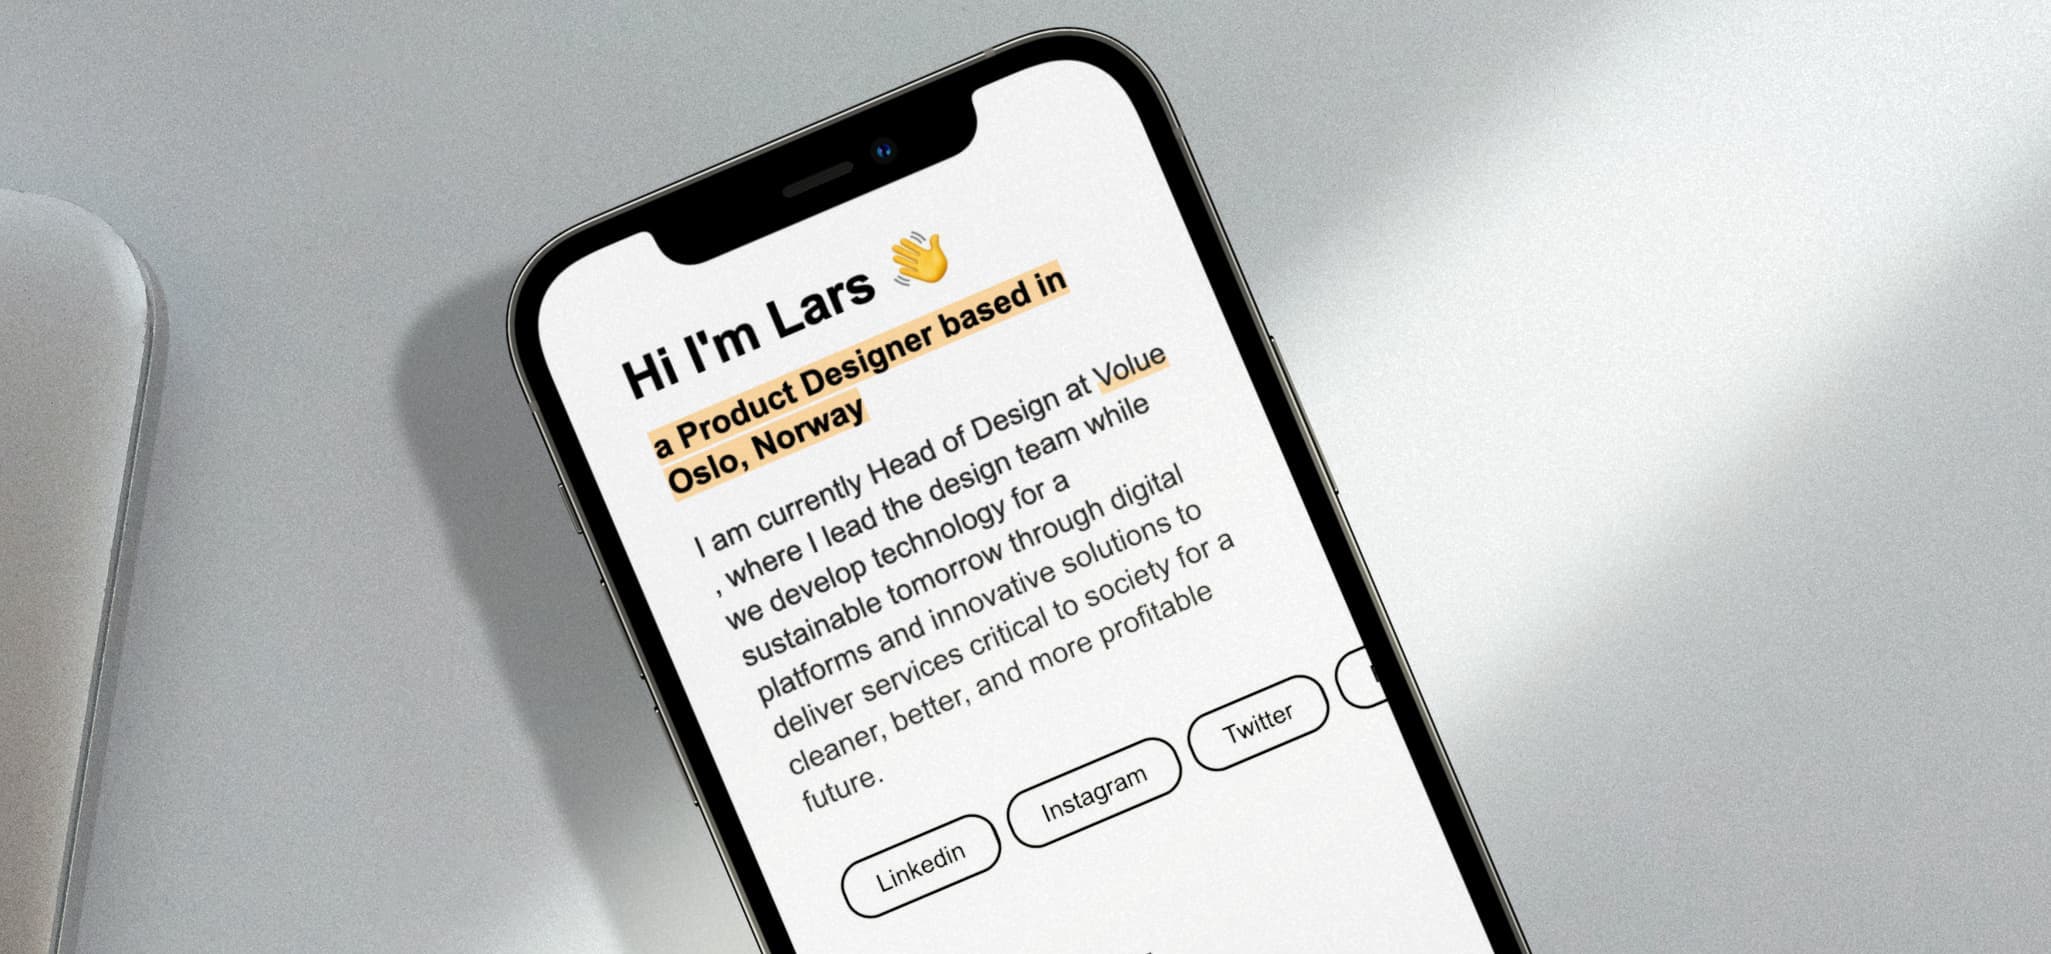 Hi I'm Lars 👋
a Product Designer based in
Oslo, Norway
I am currently Head of Design at Volue
, where I lead the design team while
we develop technology for a
sustainable tomorrow through digital
platforms and innovative solutions to
deliver services critical to society for a
cleaner, better, and more profitable
future.
Linkedin
Instagram
Twitter